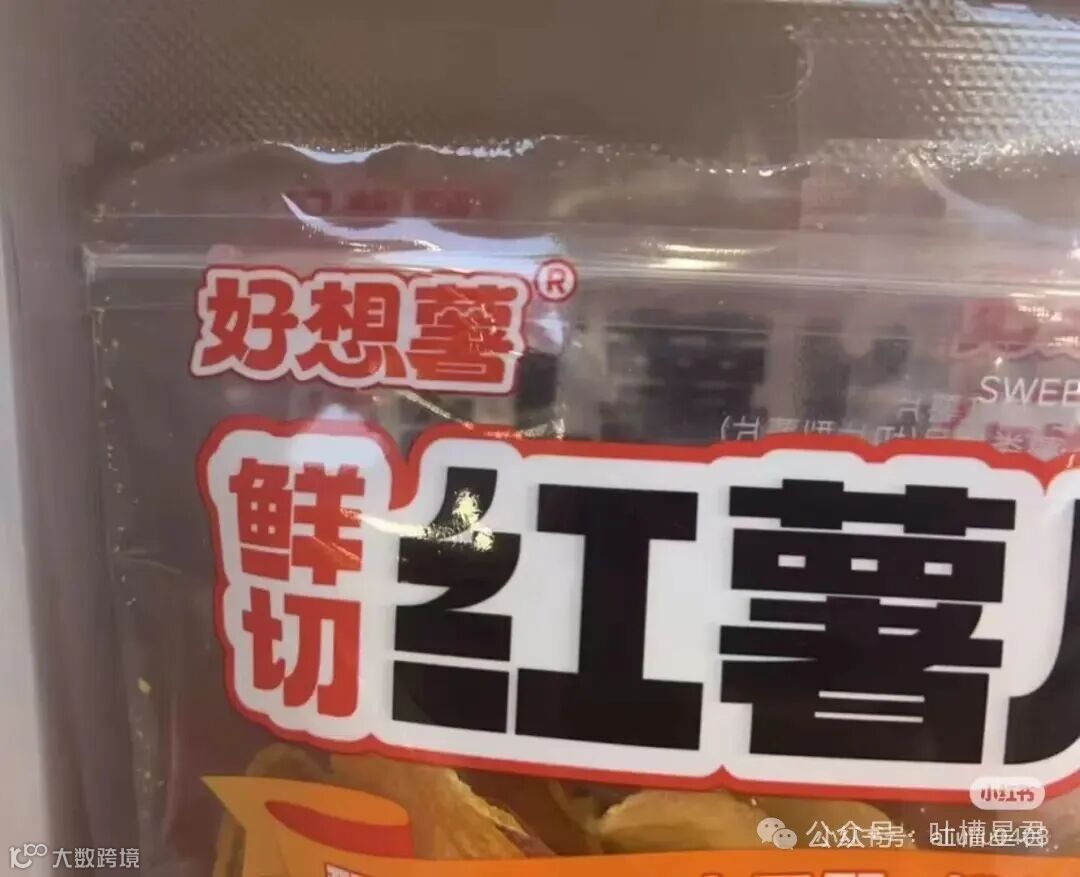 好想薯®
SWEE
鲜切
红薯
小红书
公众号：吐槽星君
大数跨境